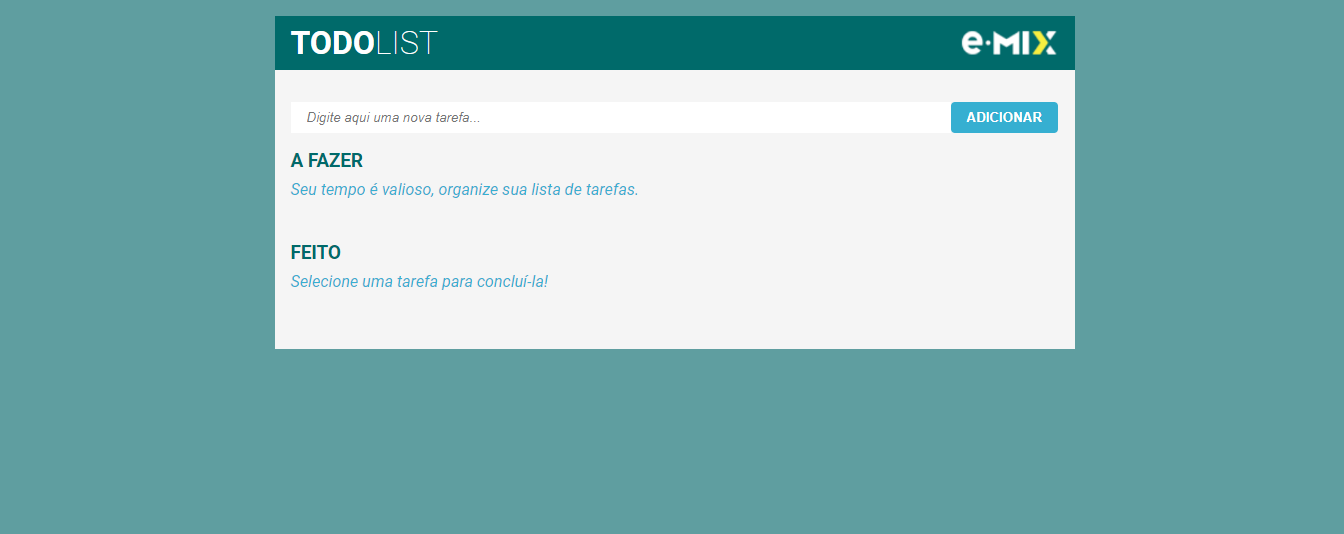 TODOLIST
e·MIX
Digite aqui uma nova tarefa...
ADICIONAR
A FAZER
Seu tempo é valioso, organize sua lista de tarefas.
FEITO
Selecione uma tarefa para concluí-la!